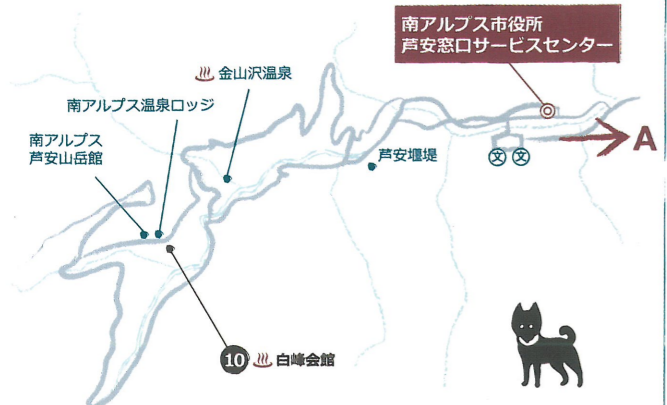 南アルプス市役所
芦安窓口サービスセンター
金山沢温泉
南アルプス温泉ロッジ
南アルプス
芦安山岳館
芦安堰堤
文 文
A
10 白峰会館